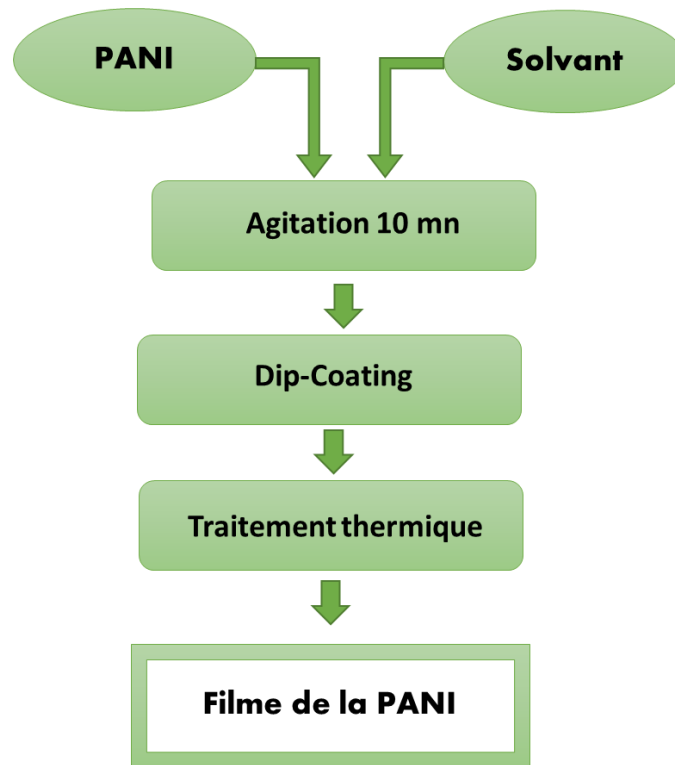 PANI
Solvant
Agitation 10 mn
Dip-Coating
Traitement thermique
Filme de la PANI